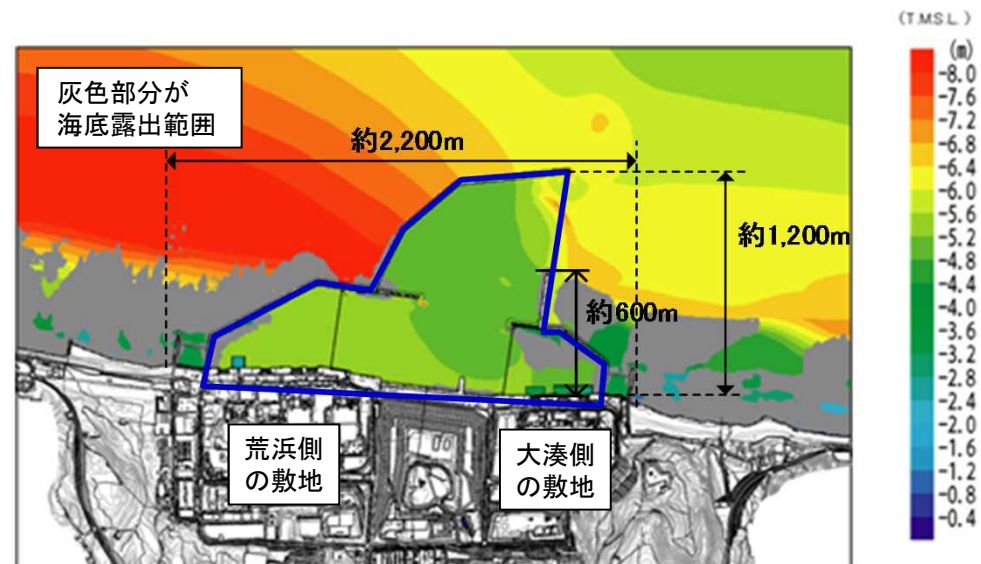 (T.M.S.L.)
(m)
灰色部分が
海底露出範囲
約2,200m
約1,200m
約600m
荒浜側
の敷地
大湊側
の敷地
-8.0
-7.6
-7.2
-6.8
-6.4
-6.0
-5.6
-5.2
-4.8
-4.4
-4.0
-3.6
-3.2
-2.8
-2.4
-2.0
-1.6
-1.2
-0.8
-0.4